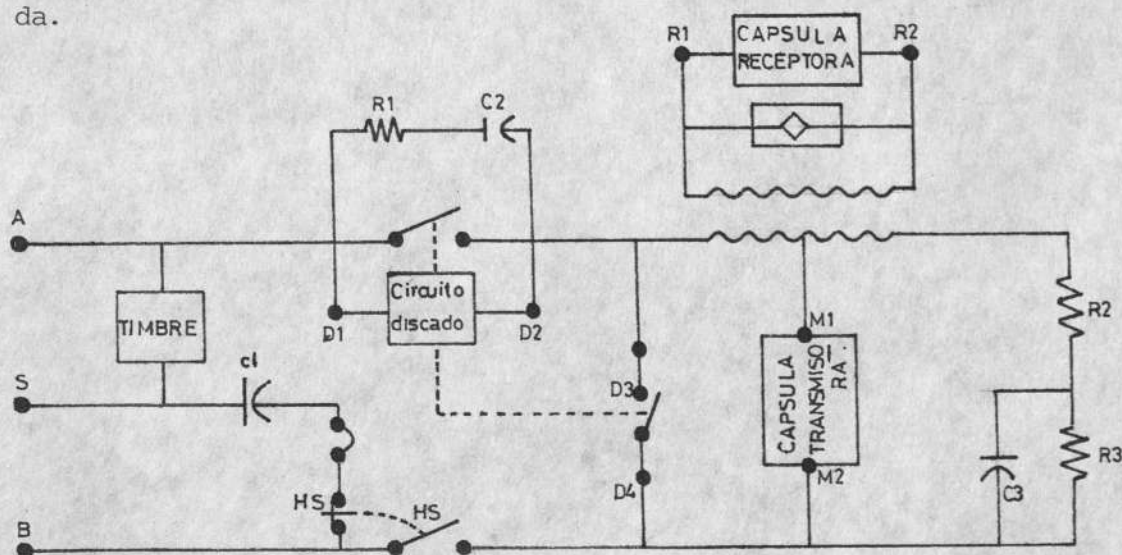 da.
R1
CAPSULA
RECEPTORA
R2
R1
C2
A
TIMBRE
Circuito
discado
D1
D2
M1
R2
CAPSULA
TRANSMISO
RA.
D3
S
c1
D4
M2
C3
R3
HS
HS
B